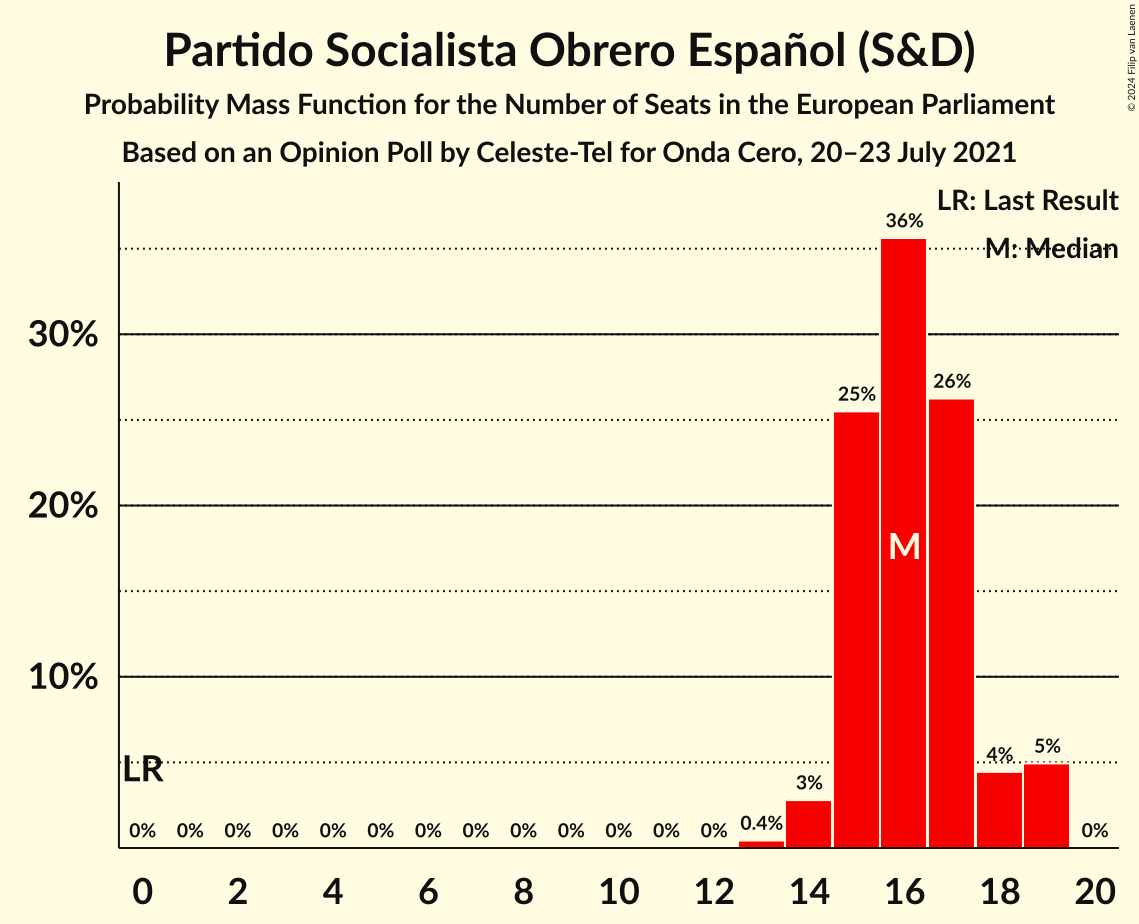 Partido Socialista Obrero Español (S&D)
Probability Mass Function for the Number of Seats in the European Parliament
Based on an Opinion Poll by Celeste-Tel for Onda Cero, 20–23 July 2021
© 2024 Filip van Laenen
LR: Last Result
M: Median
36%
30%
26%
25%
20%
M
10%
LR
5%
4%
3%
0.4%
0% 0% 0% 0% 0% 0% 0% 0% 0% 0% 0% 0% 0% 0%
0 2 4 6 8 10 12 14 16 18 20